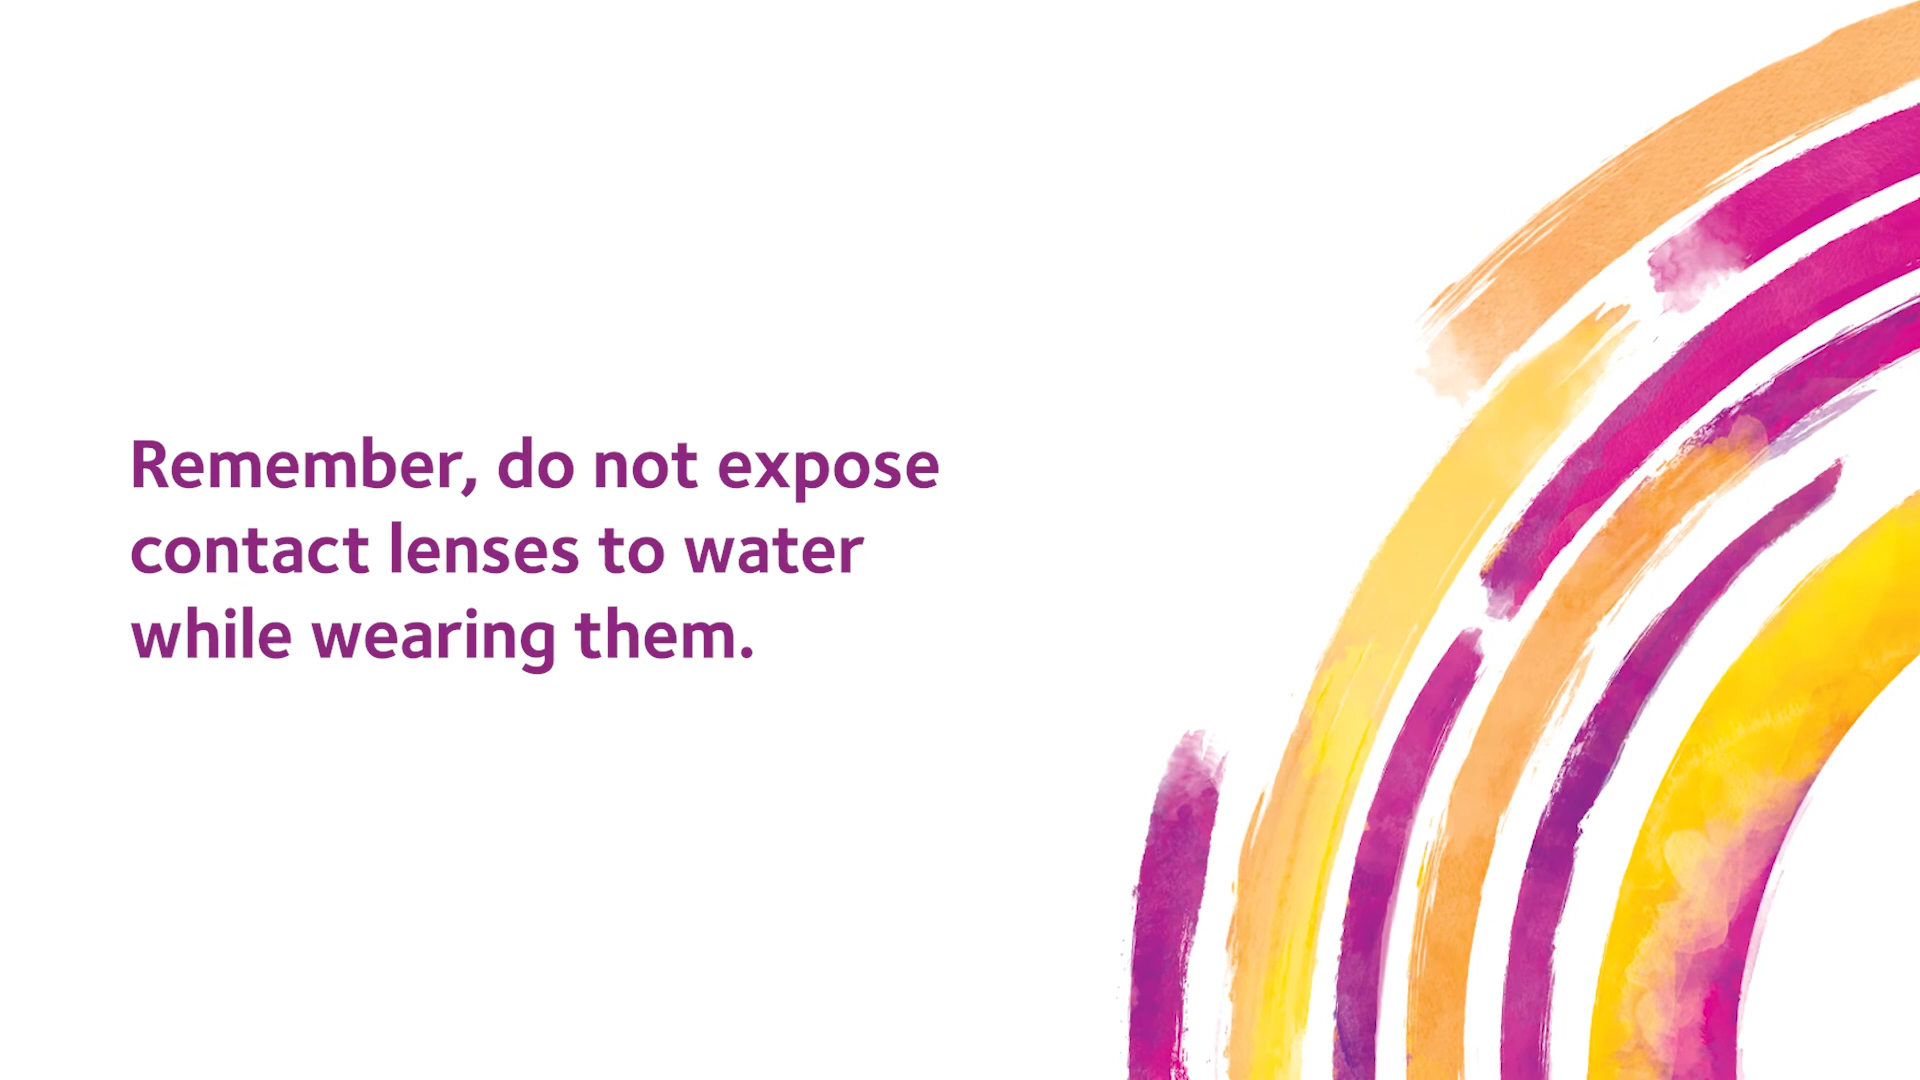 Remember, do not expose
contact lenses to water
while wearing them.